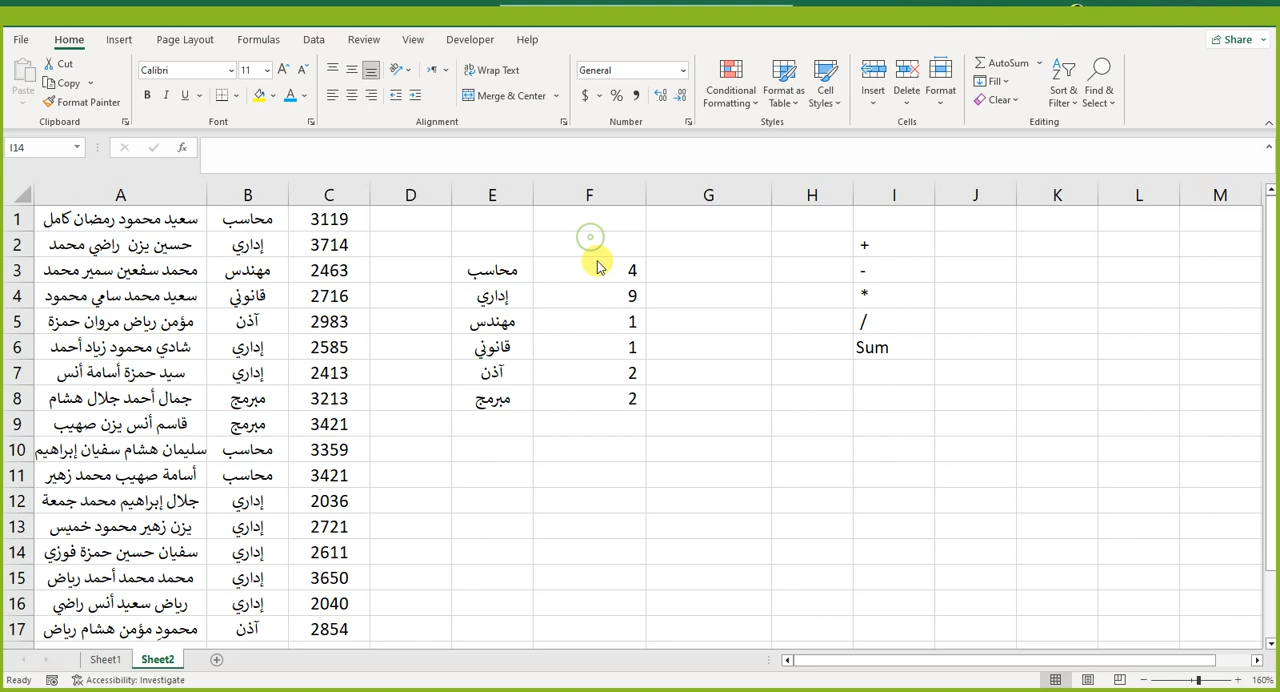 File Home Insert Page Layout Formulas Data Review View Developer Help Share
Paste Cut Copy Format Painter Clipboard
Calibri 11 B I U Font
Wrap Text Merge & Center Alignment
General $ % Number
Conditional Formatting Format as Table Cell Styles Styles
Insert Delete Format Cells
AutoSum Fill Clear Sort & Filter Find & Select Editing
I14 fx
A B C D E F G H I J K L M
1 سعيد محمود رمضان كامل محاسب 3119
2 حسين يزن راضي محمد إداري 3714 +
3 محمد سفعين سمير محمد مهندس 2463 محاسب 4 -
4 سعيد محمد سامي محمود قانوني 2716 إداري 9 *
5 مؤمن رياض مروان حمزة آذن 2983 مهندس 1 /
6 شادي محمود زياد أحمد إداري 2585 قانوني 1 Sum
7 سيد حمزة أسامة أنس إداري 2413 آذن 2
8 جمال أحمد جلال هشام مبرمج 3213 مبرمج 2
9 قاسم أنس يزن صهيب مبرمج 3421
10 سليمان هشام سفيان إبراهيم محاسب 3359
11 أسامة صهيب محمد زهير محاسب 3421
12 جلال إبراهيم محمد جمعة إداري 2036
13 يزن زهير محمود خميس إداري 2721
14 سفيان حسين حمزة فوزي إداري 2611
15 محمد محمد أحمد رياض إداري 3650
16 رياض سعيد أنس راضي إداري 2040
17 محمود مؤمن هشام رياض آذن 2854
Sheet1 Sheet2
Ready Accessibility: Investigate 160%